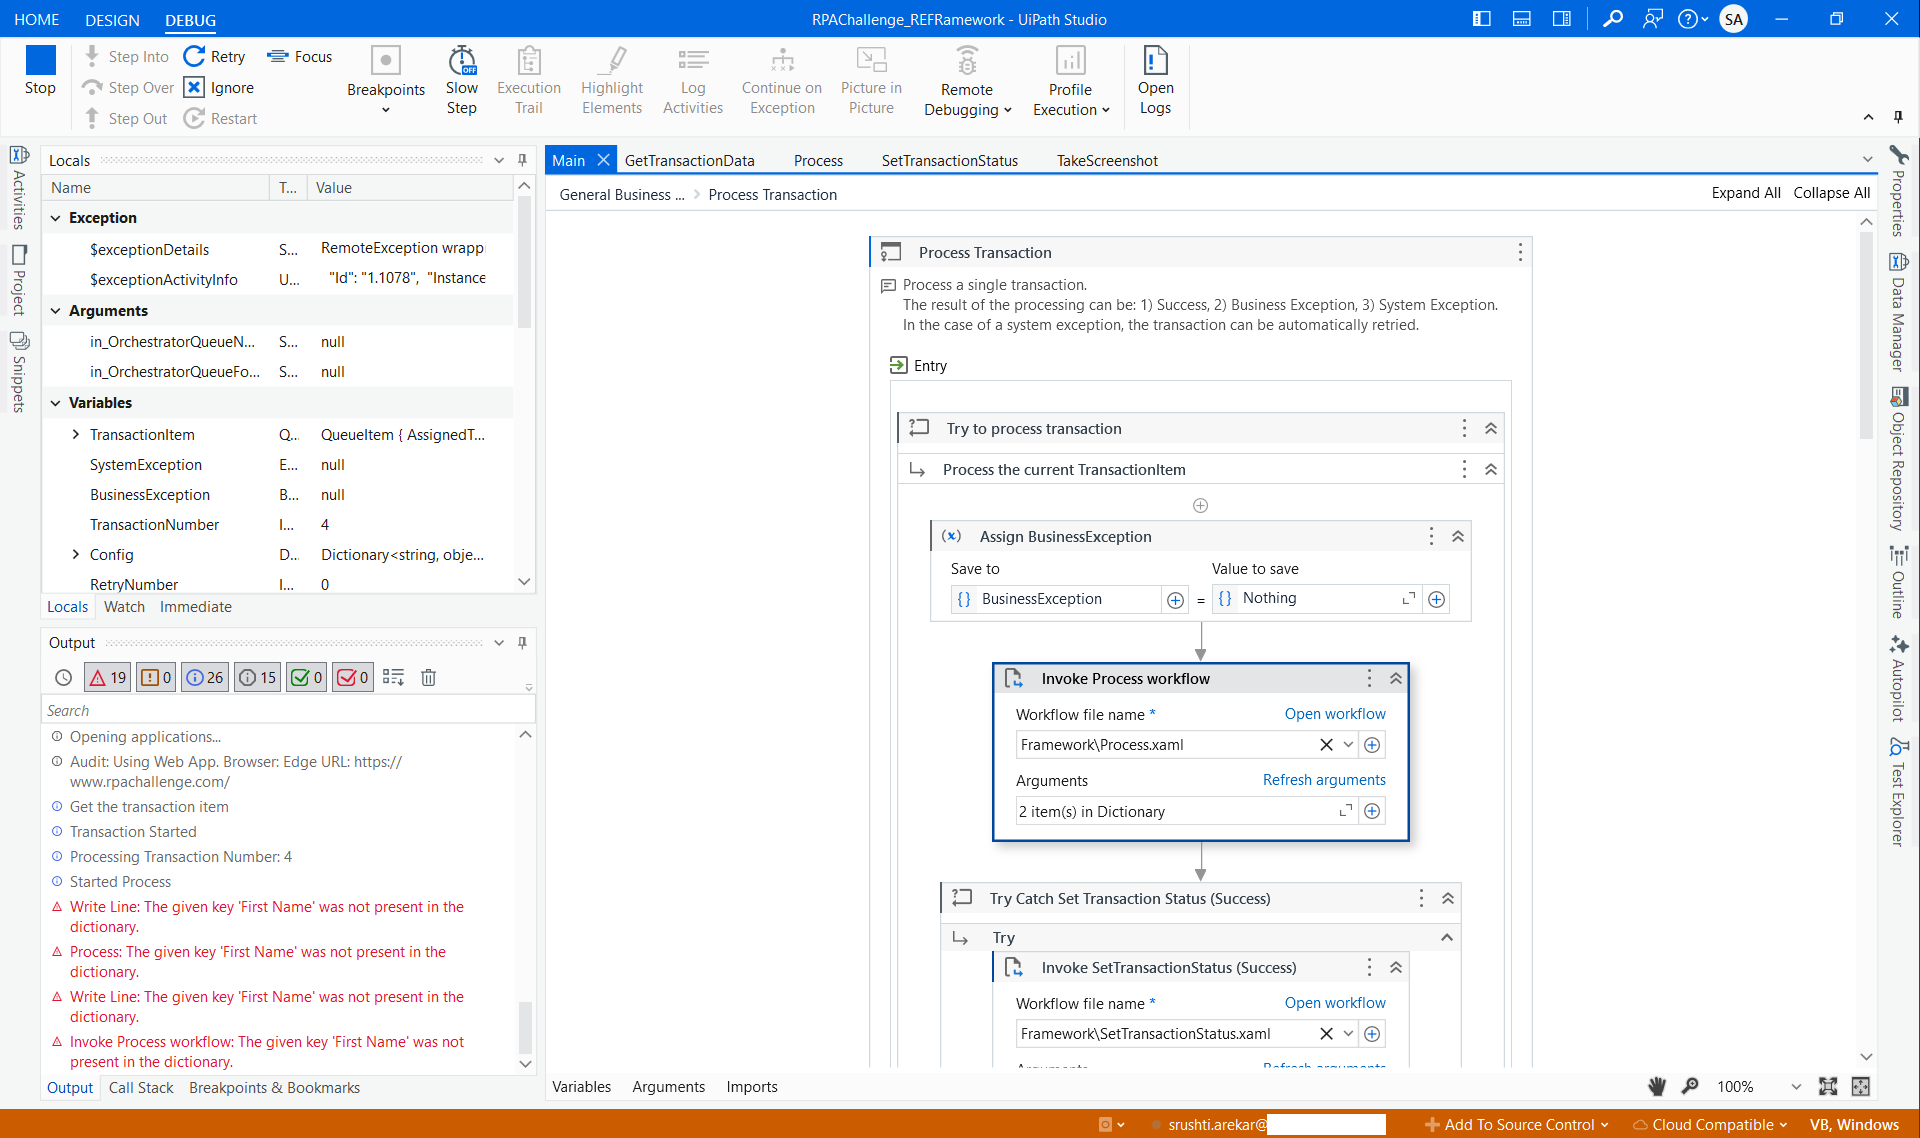 HOME DESIGN DEBUG
RPAChallenge_REFRamework - UiPath Studio
SA
Stop
Step Into
Step Over
Step Out
Retry
Ignore
Restart
Focus
Breakpoints
Slow
Step
OFF
Execution
Trail
Highlight
Elements
Log
Activities
Continue on
Exception
Picture in
Picture
Remote
Debugging
Profile
Execution
Open
Logs
Activities
Project
Snippets
Locals
Name T... Value
Exception
$exceptionDetails S... RemoteException wrapp
$exceptionActivityInfo U... "Id": "1.1078", "Instance
Arguments
in_OrchestratorQueueN... S... null
in_OrchestratorQueueFo... S... null
Variables
TransactionItem Q... QueueItem { AssignedT...
SystemException E... null
BusinessException B... null
TransactionNumber I... 4
Config D... Dictionary<string, obje...
RetryNumber I... 0
Locals Watch Immediate
Output
19 0 26 15 0 0
Search
Opening applications...
Audit: Using Web App. Browser: Edge URL: https://
www.rpachallenge.com/
Get the transaction item
Transaction Started
Processing Transaction Number: 4
Started Process
Write Line: The given key 'First Name' was not present in the
dictionary.
Process: The given key 'First Name' was not present in the
dictionary.
Write Line: The given key 'First Name' was not present in the
dictionary.
Invoke Process workflow: The given key 'First Name' was not
present in the dictionary.
Output Call Stack Breakpoints & Bookmarks
Main GetTransactionData Process SetTransactionStatus TakeScreenshot
General Business ... > Process Transaction
Expand All Collapse All
Process Transaction
Process a single transaction.
The result of the processing can be: 1) Success, 2) Business Exception, 3) System Exception.
In the case of a system exception, the transaction can be automatically retried.
Entry
Try to process transaction
Process the current TransactionItem
(x) Assign BusinessException
Save to Value to save
{} BusinessException = {} Nothing
Invoke Process workflow
Workflow file name * Open workflow
Framework\Process.xaml
Arguments Refresh arguments
2 item(s) in Dictionary
Try Catch Set Transaction Status (Success)
Try
Invoke SetTransactionStatus (Success)
Workflow file name * Open workflow
Framework\SetTransactionStatus.xaml
Arguments Refresh arguments
Variables Arguments Imports
100%
Properties
Data Manager
Object Repository
Outline
Autopilot
Test Explorer
srushti.arekar@
Add To Source Control
Cloud Compatible
VB, Windows